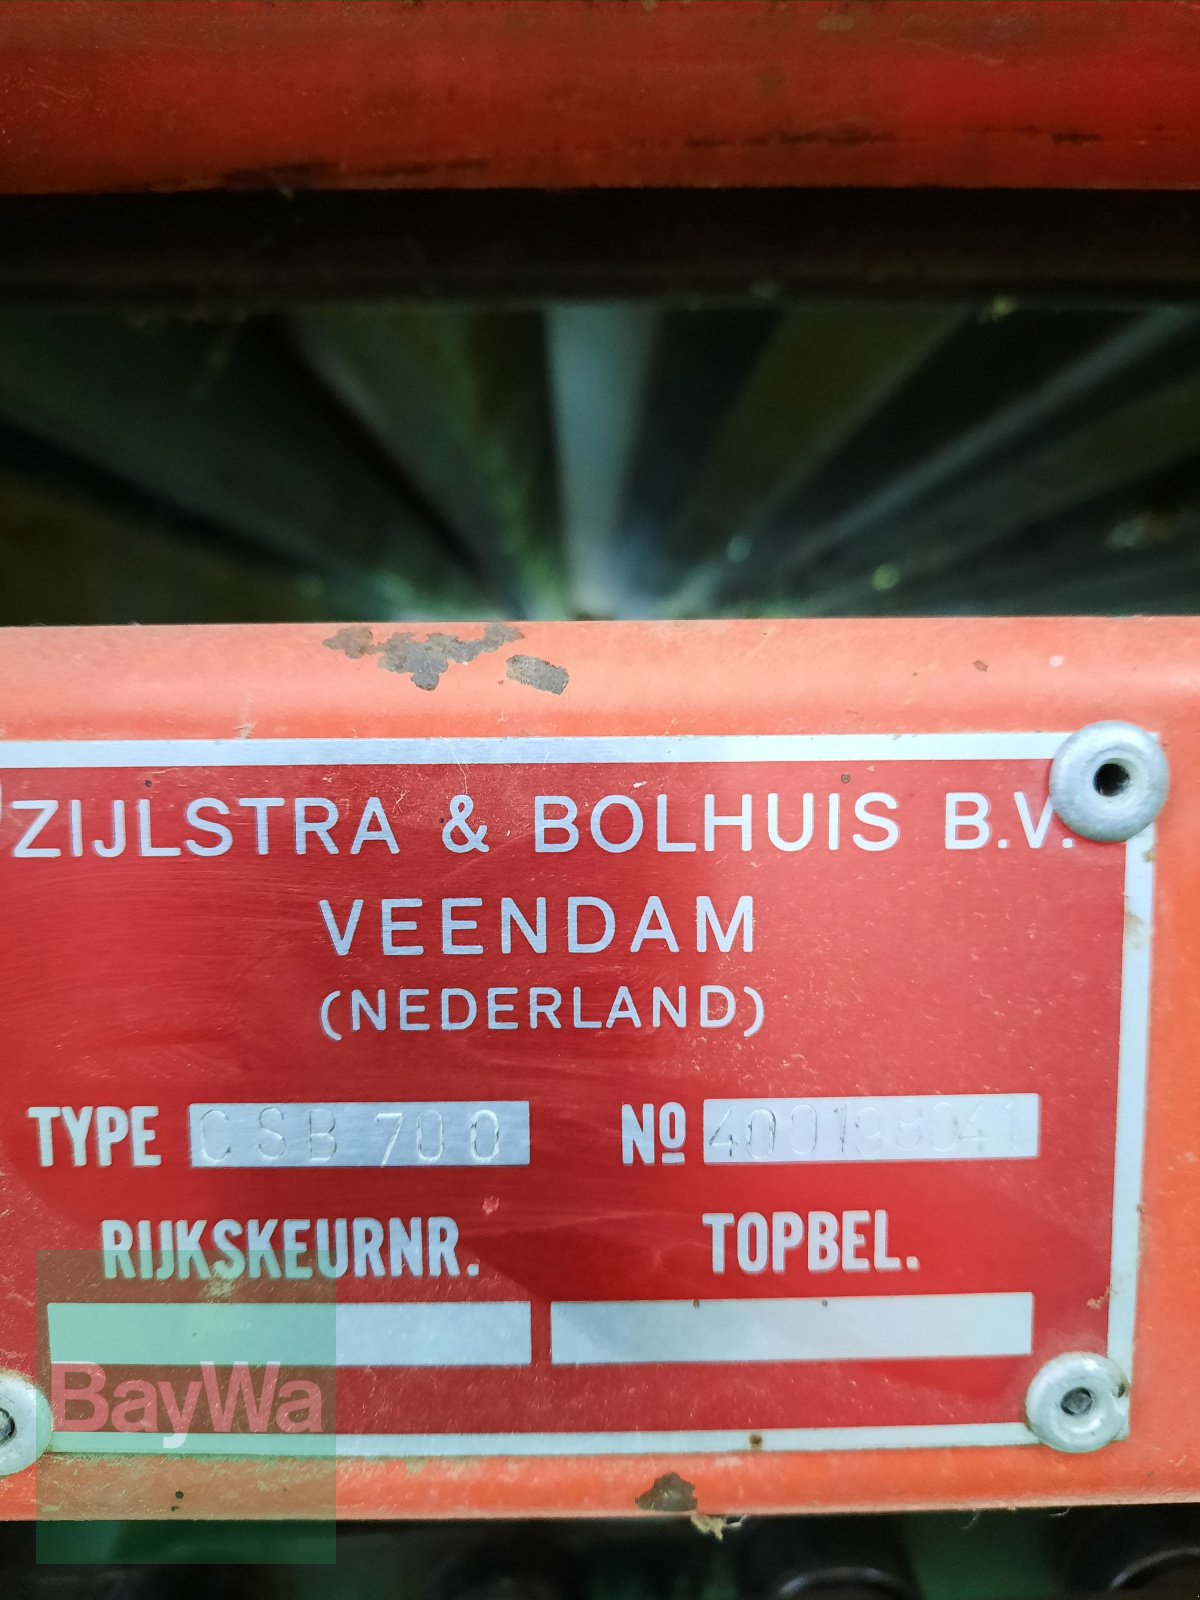 ZIJLSTRA & BOLHUIS B.V.
VEENDAM
(NEDERLAND)
TYPE CSB 700 Nº 400198041
RIJKSKEURNR. TOPBEL.
BayWa